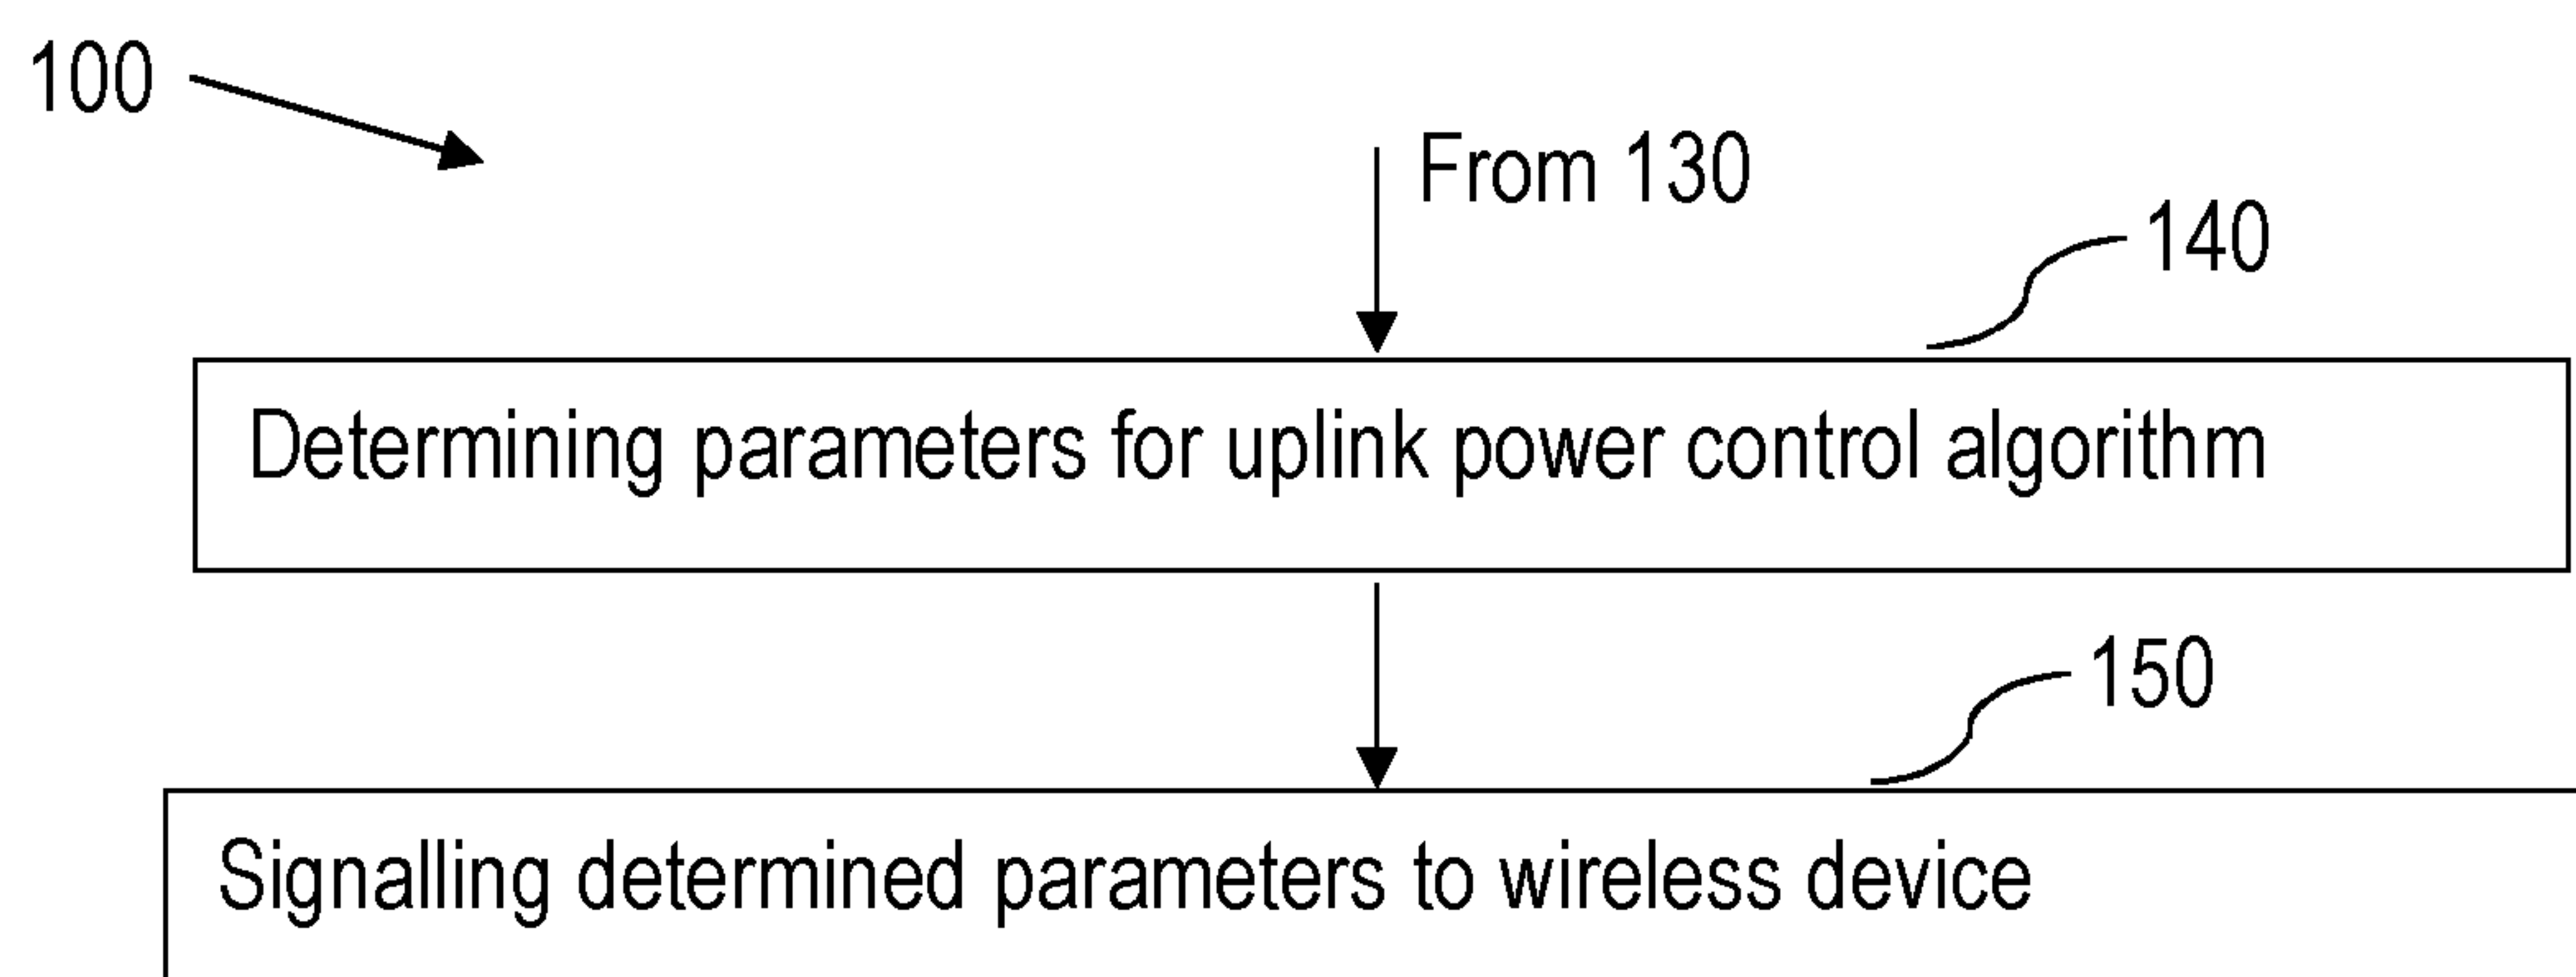 100
From 130
140
Determining parameters for uplink power control algorithm
150
Signalling determined parameters to wireless device